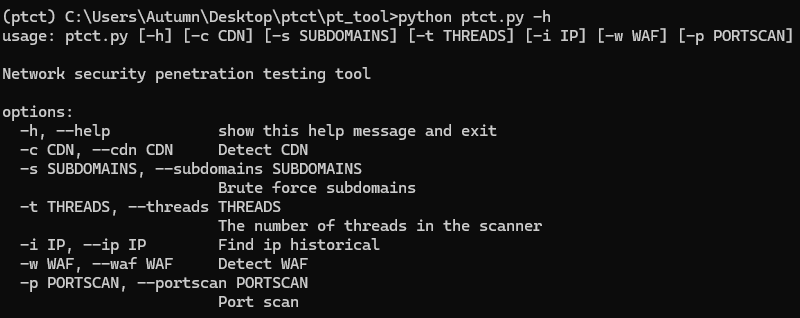 (ptct) C:\Users\Autumn\Desktop\ptct\pt_tool>python ptct.py -h
usage: ptct.py [-h] [-c CDN] [-s SUBDOMAINS] [-t THREADS] [-i IP] [-w WAF] [-p PORTSCAN]
Network security penetration testing tool
options:
-h, --help show this help message and exit
-c CDN, --cdn CDN Detect CDN
-s SUBDOMAINS, --subdomains SUBDOMAINS
Brute force subdomains
-t THREADS, --threads THREADS
The number of threads in the scanner
-i IP, --ip IP Find ip historical
-w WAF, --waf WAF Detect WAF
-p PORTSCAN, --portscan PORTSCAN
Port scan